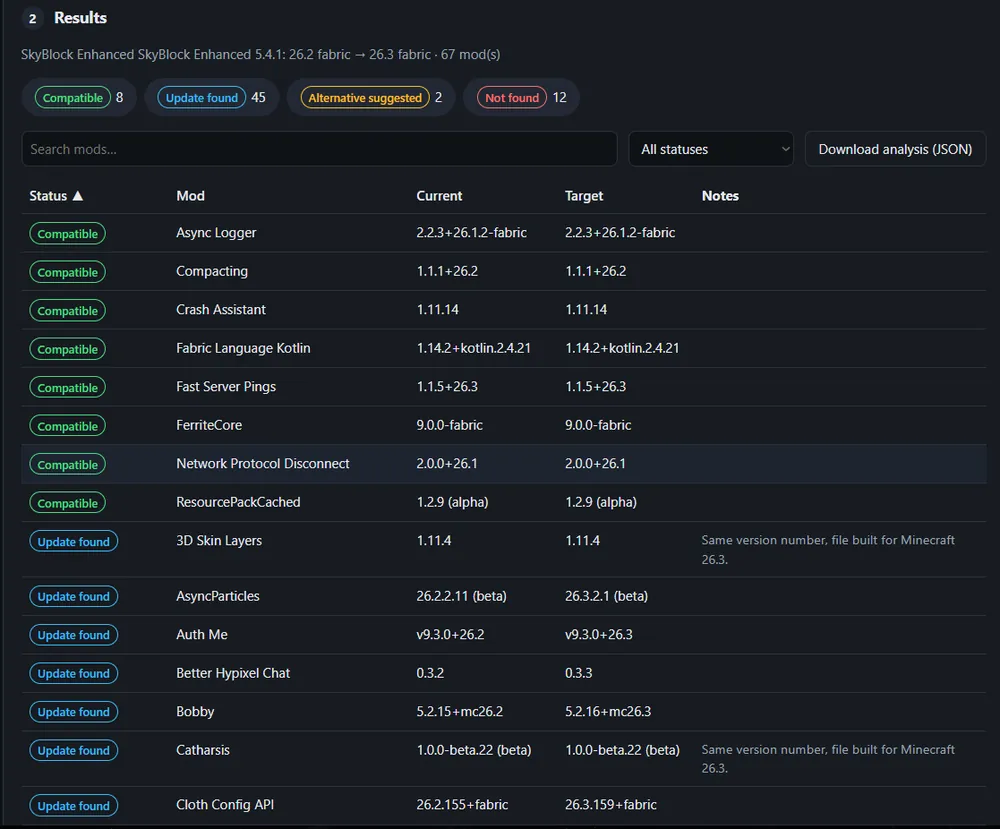 2 Results
SkyBlock Enhanced SkyBlock Enhanced 5.4.1: 26.2 fabric → 26.3 fabric · 67 mod(s)
Compatible 8 Update found 45 Alternative suggested 2 Not found 12
Search mods... All statuses Download analysis (JSON)
Status ▲ Mod Current Target Notes
Compatible Async Logger 2.2.3+26.1.2-fabric 2.2.3+26.1.2-fabric
Compatible Compacting 1.1.1+26.2 1.1.1+26.2
Compatible Crash Assistant 1.11.14 1.11.14
Compatible Fabric Language Kotlin 1.14.2+kotlin.2.4.21 1.14.2+kotlin.2.4.21
Compatible Fast Server Pings 1.1.5+26.3 1.1.5+26.3
Compatible FerriteCore 9.0.0-fabric 9.0.0-fabric
Compatible Network Protocol Disconnect 2.0.0+26.1 2.0.0+26.1
Compatible ResourcePackCached 1.2.9 (alpha) 1.2.9 (alpha)
Update found 3D Skin Layers 1.11.4 1.11.4 Same version number, file built for Minecraft
26.3.
Update found AsyncParticles 26.2.2.11 (beta) 26.3.2.1 (beta)
Update found Auth Me v9.3.0+26.2 v9.3.0+26.3
Update found Better Hypixel Chat 0.3.2 0.3.3
Update found Bobby 5.2.15+mc26.2 5.2.16+mc26.3
Update found Catharsis 1.0.0-beta.22 (beta) 1.0.0-beta.22 (beta) Same version number, file built for Minecraft
26.3.
Update found Cloth Config API 26.2.155+fabric 26.3.159+fabric